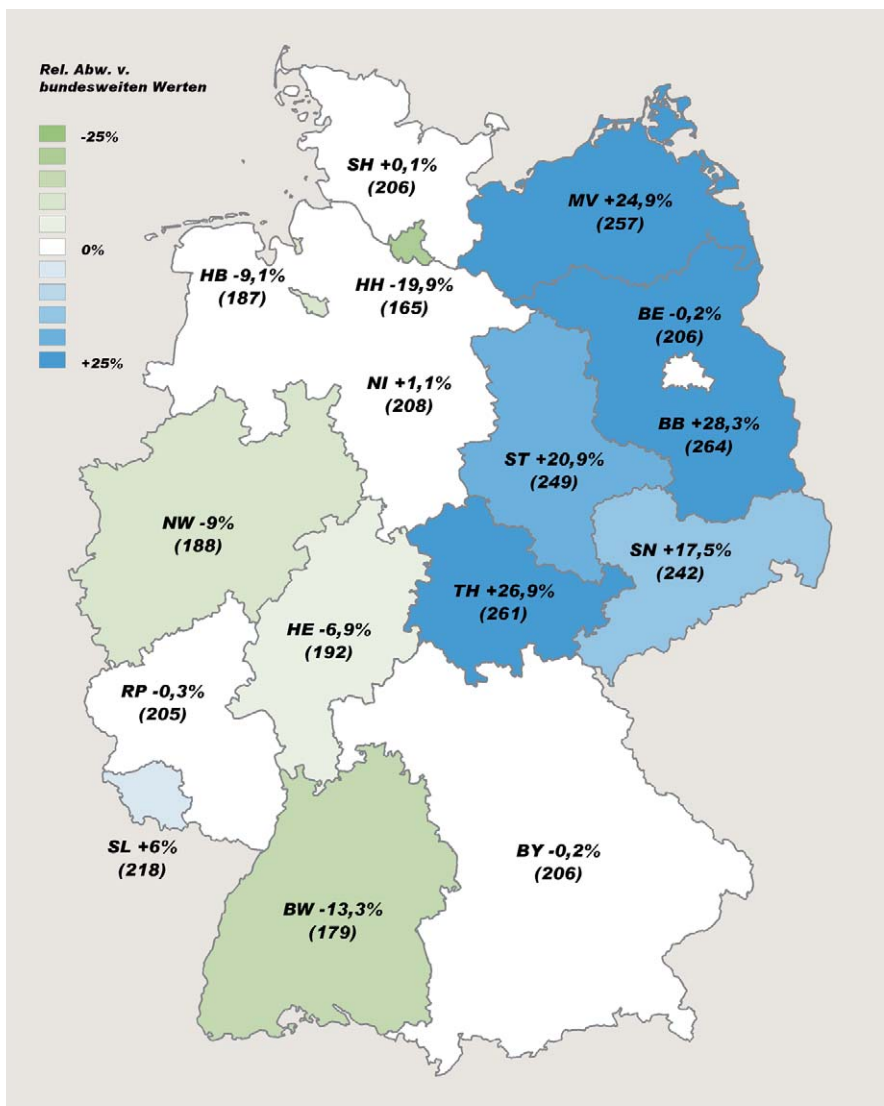 Rel. Abw. v.
bundesweiten Werten
-25%
0%
+25%
SH +0,1%
(206)
MV +24,9%
(257)
HB -9,1%
(187)
HH -19,9%
(165)
BE -0,2%
(206)
NI +1,1%
(208)
BB +28,3%
(264)
ST +20,9%
(249)
NW -9%
(188)
SN +17,5%
(242)
TH +26,9%
(261)
HE -6,9%
(192)
RP -0,3%
(205)
SL +6%
(218)
BY -0,2%
(206)
BW -13,3%
(179)